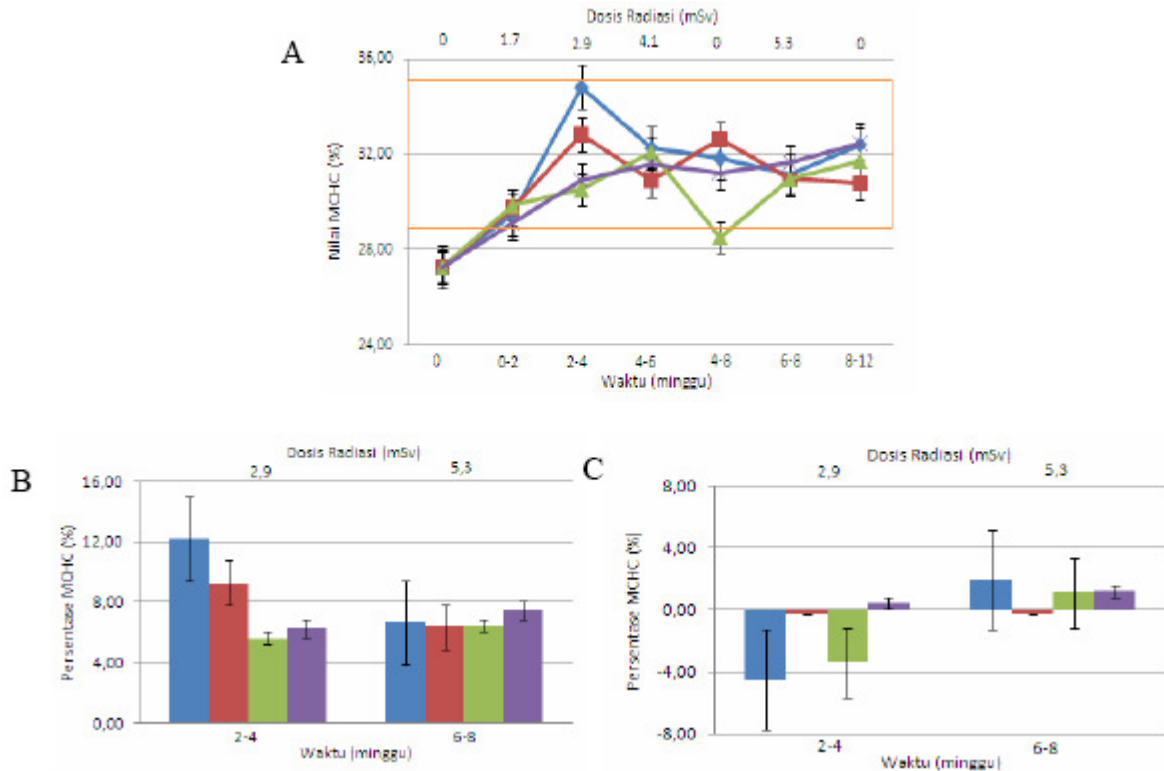 Dosis Radiasi (mSv)
0 1.7 2.9 4.1 0 5.3 0
A
36,00
32,00
28,00
24,00
Nilai MCHC (%)
0 0-2 2-4 4-6 4-8 6-8 8-12
Waktu (minggu)
B
Dosis Radiasi (mSv)
2,9 5,3
16,00
12,00
8,00
4,00
0,00
Persentase MCHC (%)
2-4 6-8
Waktu (minggu)
C
Dosis Radiasi (mSv)
2,9 5,3
8,00
4,00
0,00
-4,00
-8,00
Persentase MCHC (%)
2-4 6-8
Waktu (minggu)